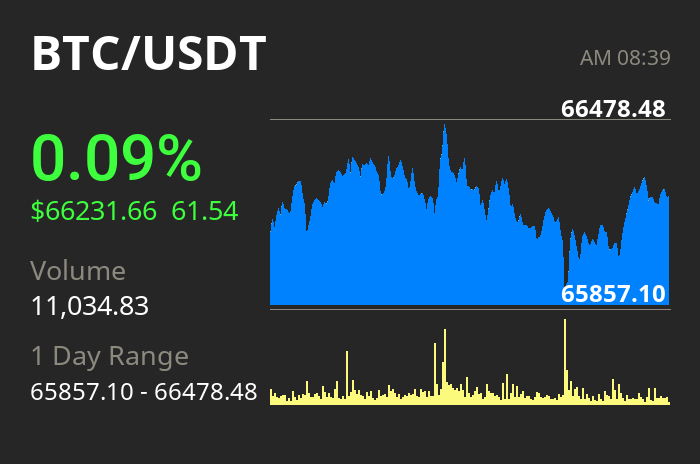 BTC/USDT
AM 08:39
66478.48
0.09%
$66231.66 61.54
Volume
11,034.83
65857.10
1 Day Range
65857.10 - 66478.48